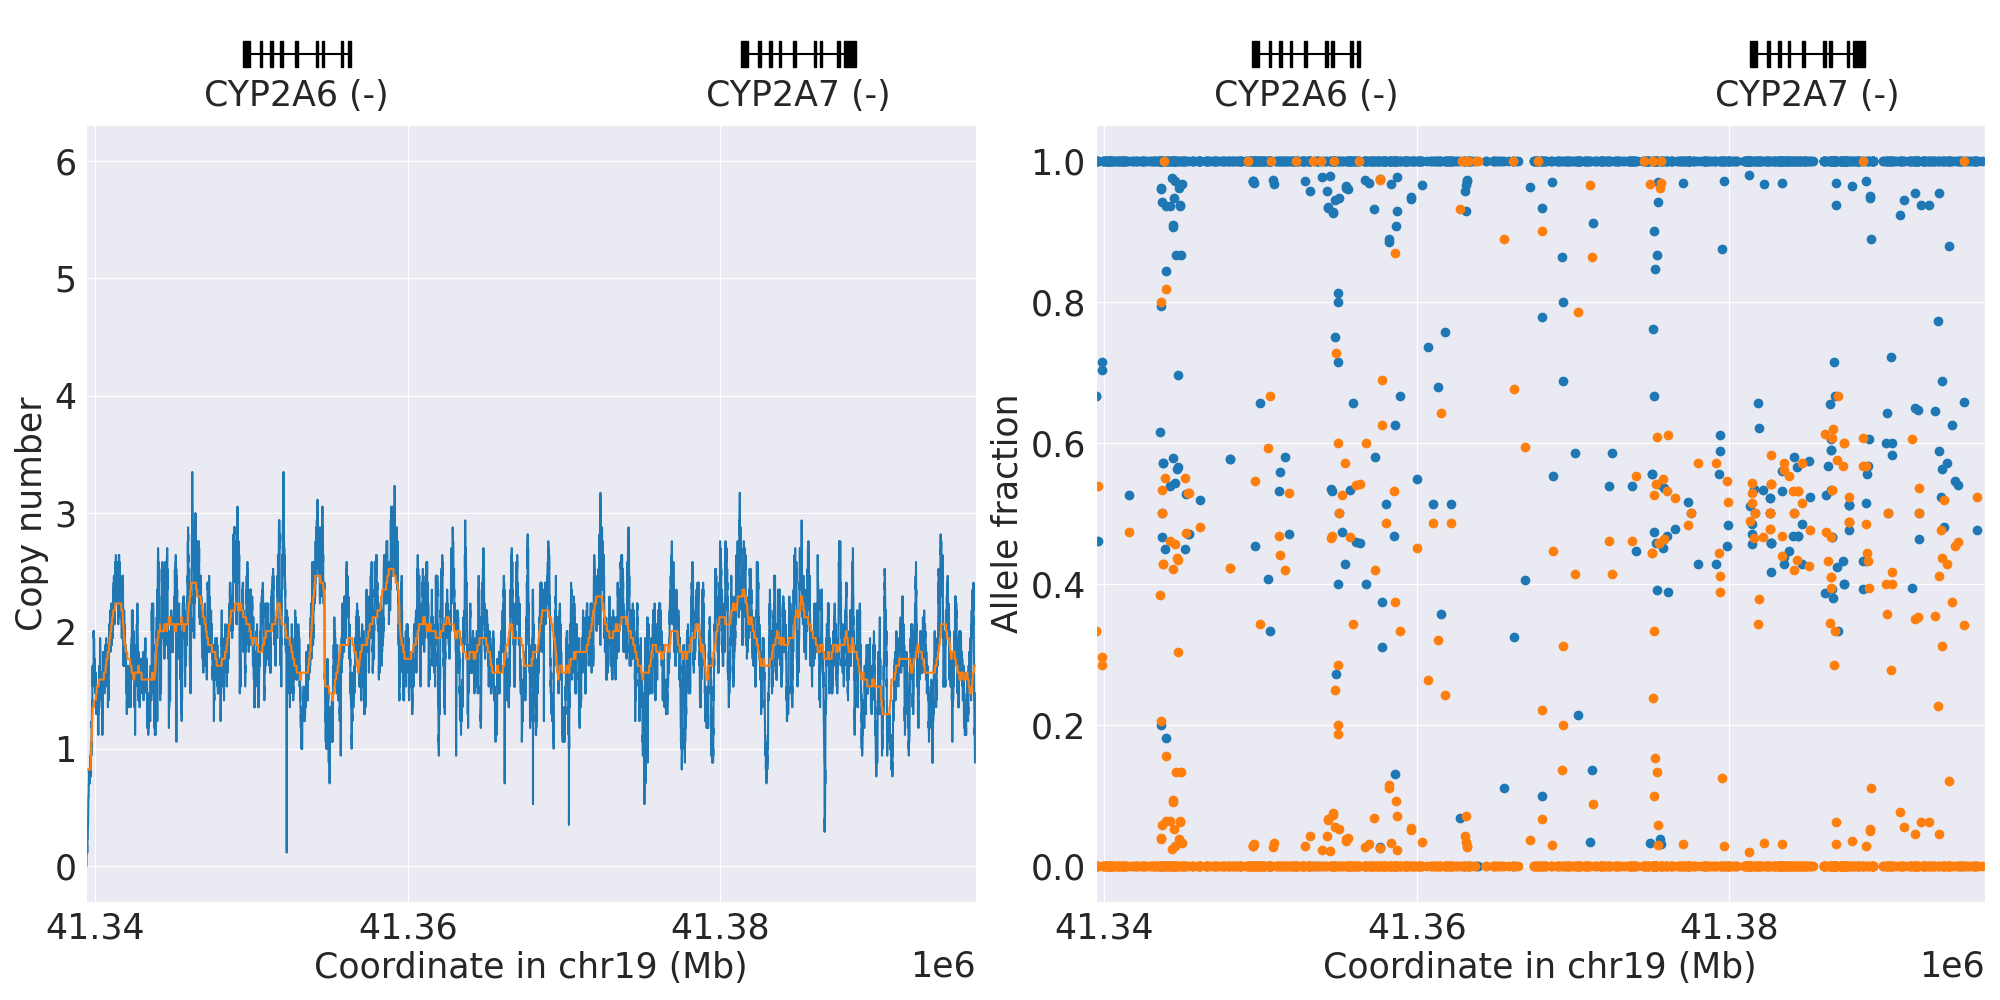 CYP2A6 (-)
CYP2A7 (-)
CYP2A6 (-)
CYP2A7 (-)
Copy number
6
5
4
3
2
1
0
41.34
41.36
41.38
Coordinate in chr19 (Mb)
1e6
Allele fraction
1.0
0.8
0.6
0.4
0.2
0.0
41.34
41.36
41.38
Coordinate in chr19 (Mb)
1e6